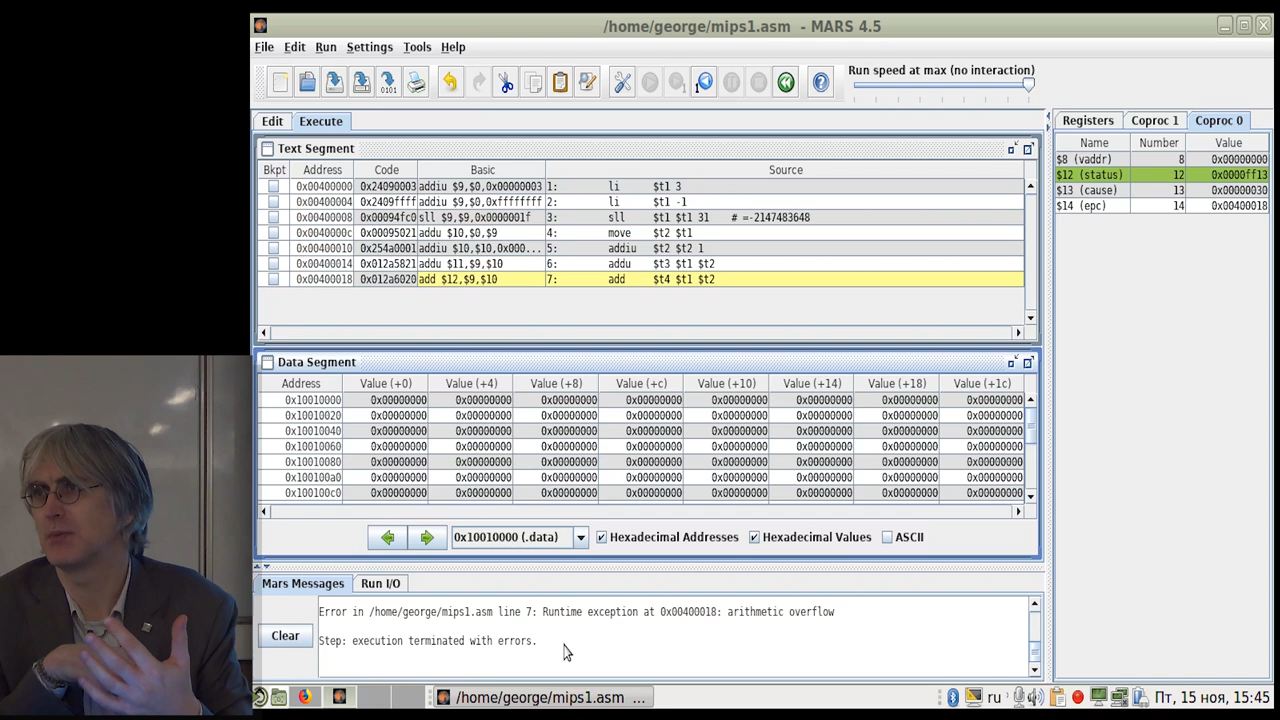 /home/george/mips1.asm - MARS 4.5
File Edit Run Settings Tools Help
Run speed at max (no interaction)
Edit Execute
Registers Coproc 1 Coproc 0
Text Segment
Name Number Value
$8 (vaddr) 8 0x00000000
$12 (status) 12 0x0000ff13
$13 (cause) 13 0x00000030
$14 (epc) 14 0x00400018
Bkpt Address Code Basic Source
0x00400000 0x24090003 addiu $9,$0,0x00000003 1: li $t1 3
0x00400004 0x2409ffff addiu $9,$0,0xffffffff 2: li $t1 -1
0x00400008 0x00094fc0 sll $9,$9,0x0000001f 3: sll $t1 $t1 31 # =-2147483648
0x0040000c 0x00095021 addu $10,$0,$9 4: move $t2 $t1
0x00400010 0x254a0001 addiu $10,$10,0x000... 5: addiu $t2 $t2 1
0x00400014 0x012a5821 addu $11,$9,$10 6: addu $t3 $t1 $t2
0x00400018 0x012a6020 add $12,$9,$10 7: add $t4 $t1 $t2
Data Segment
Address Value (+0) Value (+4) Value (+8) Value (+c) Value (+10) Value (+14) Value (+18) Value (+1c)
0x10010000 0x00000000 0x00000000 0x00000000 0x00000000 0x00000000 0x00000000 0x00000000 0x00000000
0x10010020 0x00000000 0x00000000 0x00000000 0x00000000 0x00000000 0x00000000 0x00000000 0x00000000
0x10010040 0x00000000 0x00000000 0x00000000 0x00000000 0x00000000 0x00000000 0x00000000 0x00000000
0x10010060 0x00000000 0x00000000 0x00000000 0x00000000 0x00000000 0x00000000 0x00000000 0x00000000
0x10010080 0x00000000 0x00000000 0x00000000 0x00000000 0x00000000 0x00000000 0x00000000 0x00000000
0x100100a0 0x00000000 0x00000000 0x00000000 0x00000000 0x00000000 0x00000000 0x00000000 0x00000000
0x100100c0 0x00000000 0x00000000 0x00000000 0x00000000 0x00000000 0x00000000 0x00000000 0x00000000
0x10010000 (.data) Hexadecimal Addresses Hexadecimal Values ASCII
Mars Messages Run I/O
Error in /home/george/mips1.asm line 7: Runtime exception at 0x00400018: arithmetic overflow
Clear
Step: execution terminated with errors.
/home/george/mips1.asm ...
ru Пт, 15 ноя, 15:45